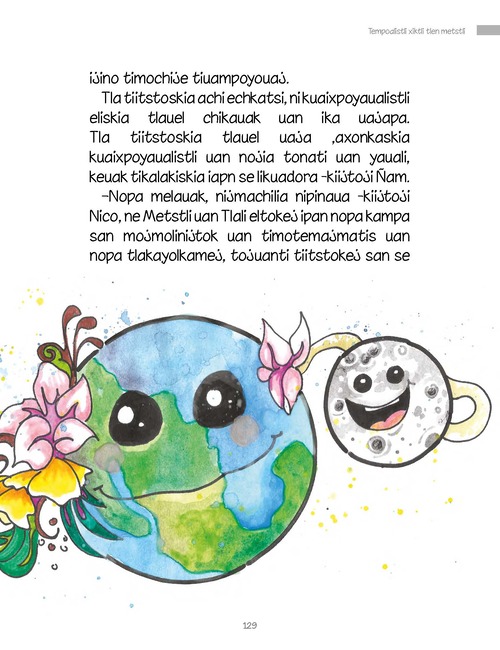 Tempoalistli xiktli tlen metstli
ijino timochije tiuampoyouaj.
Tla tiitstoskia achi echkatsi, ni kuaixpoyaualistli
eliskia tlauel chikauak uan ika uajapa.
Tla tiitstoskia tlauel uaja ,axonkaskia
kuaixpoyaualistli uan nojia tonati uan yauali,
keuak tikalakiskia iapn se likuadora -kiijtoji Ñam.
–Nopa melauak, nijmachilia nipinaua -kiijtoji
Nico, ne Metstli uan Tlali eltokej ipan nopa kampa
san mojmolinijtok uan timotemajmatis uan
nopa tlakayolkamej, tojuanti tiitstokej san se
129